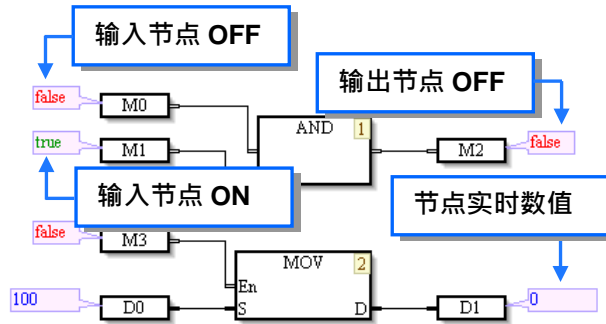 输入节点 OFF
输出节点 OFF
false
M0
AND
1
true
M1
M2
false
输入节点 ON
节点实时数值
false
M3
MOV
2
En
100
D0
S
D
D1
0